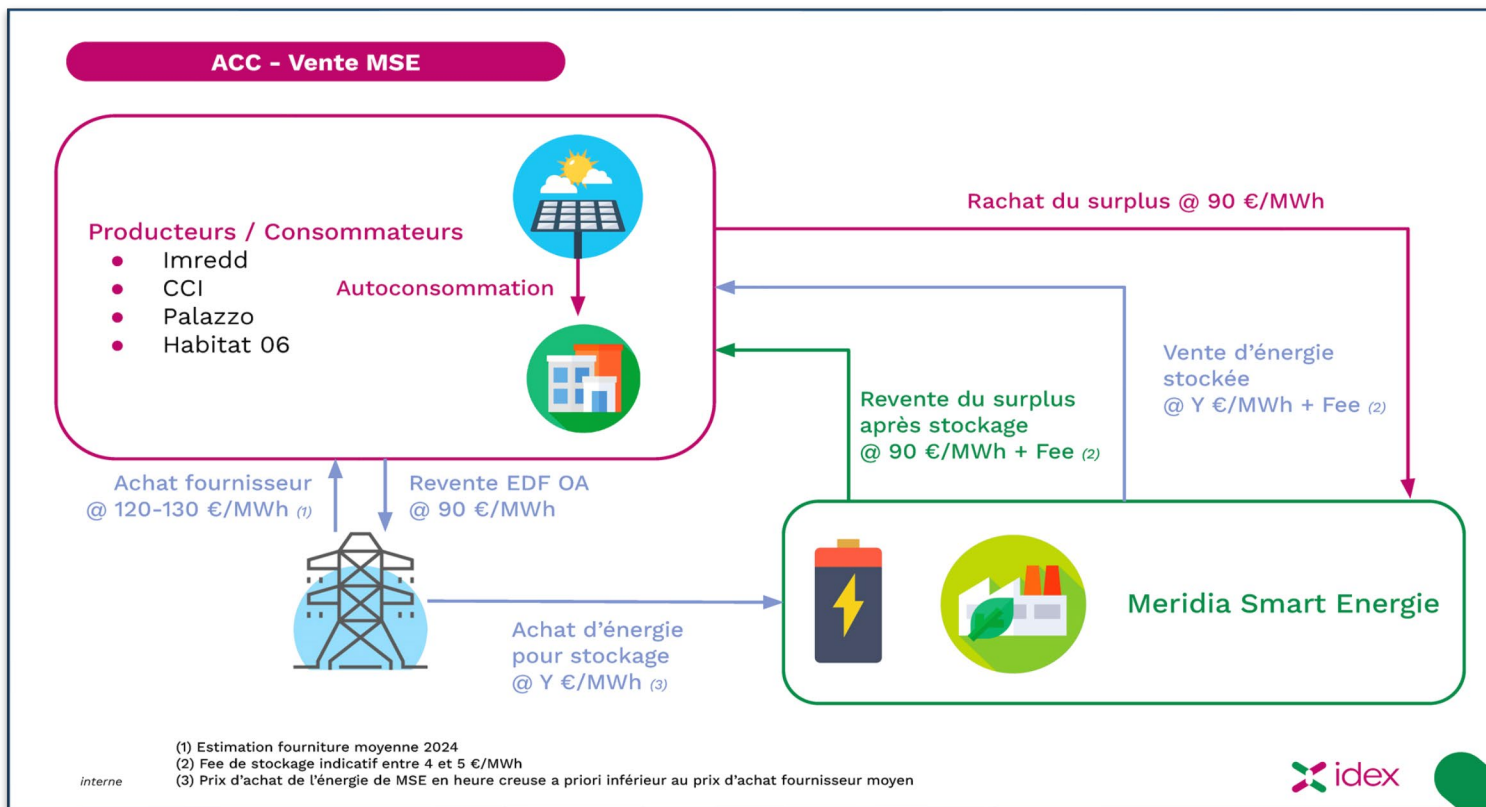 ACC - Vente MSE
Producteurs / Consommateurs
● Imredd
● CCI
● Palazzo
● Habitat 06
Autoconsommation
Rachat du surplus @ 90 €/MWh
Vente d’énergie
stockée
@ Y €/MWh + Fee (2)
Revente du surplus
après stockage
@ 90 €/MWh + Fee (2)
Achat fournisseur
@ 120-130 €/MWh (1)
Revente EDF OA
@ 90 €/MWh
Achat d’énergie
pour stockage
@ Y €/MWh (3)
Meridia Smart Energie
(1) Estimation fourniture moyenne 2024
(2) Fee de stockage indicatif entre 4 et 5 €/MWh
(3) Prix d’achat de l’énergie de MSE en heure creuse a priori inférieur au prix d’achat fournisseur moyen
interne
idex